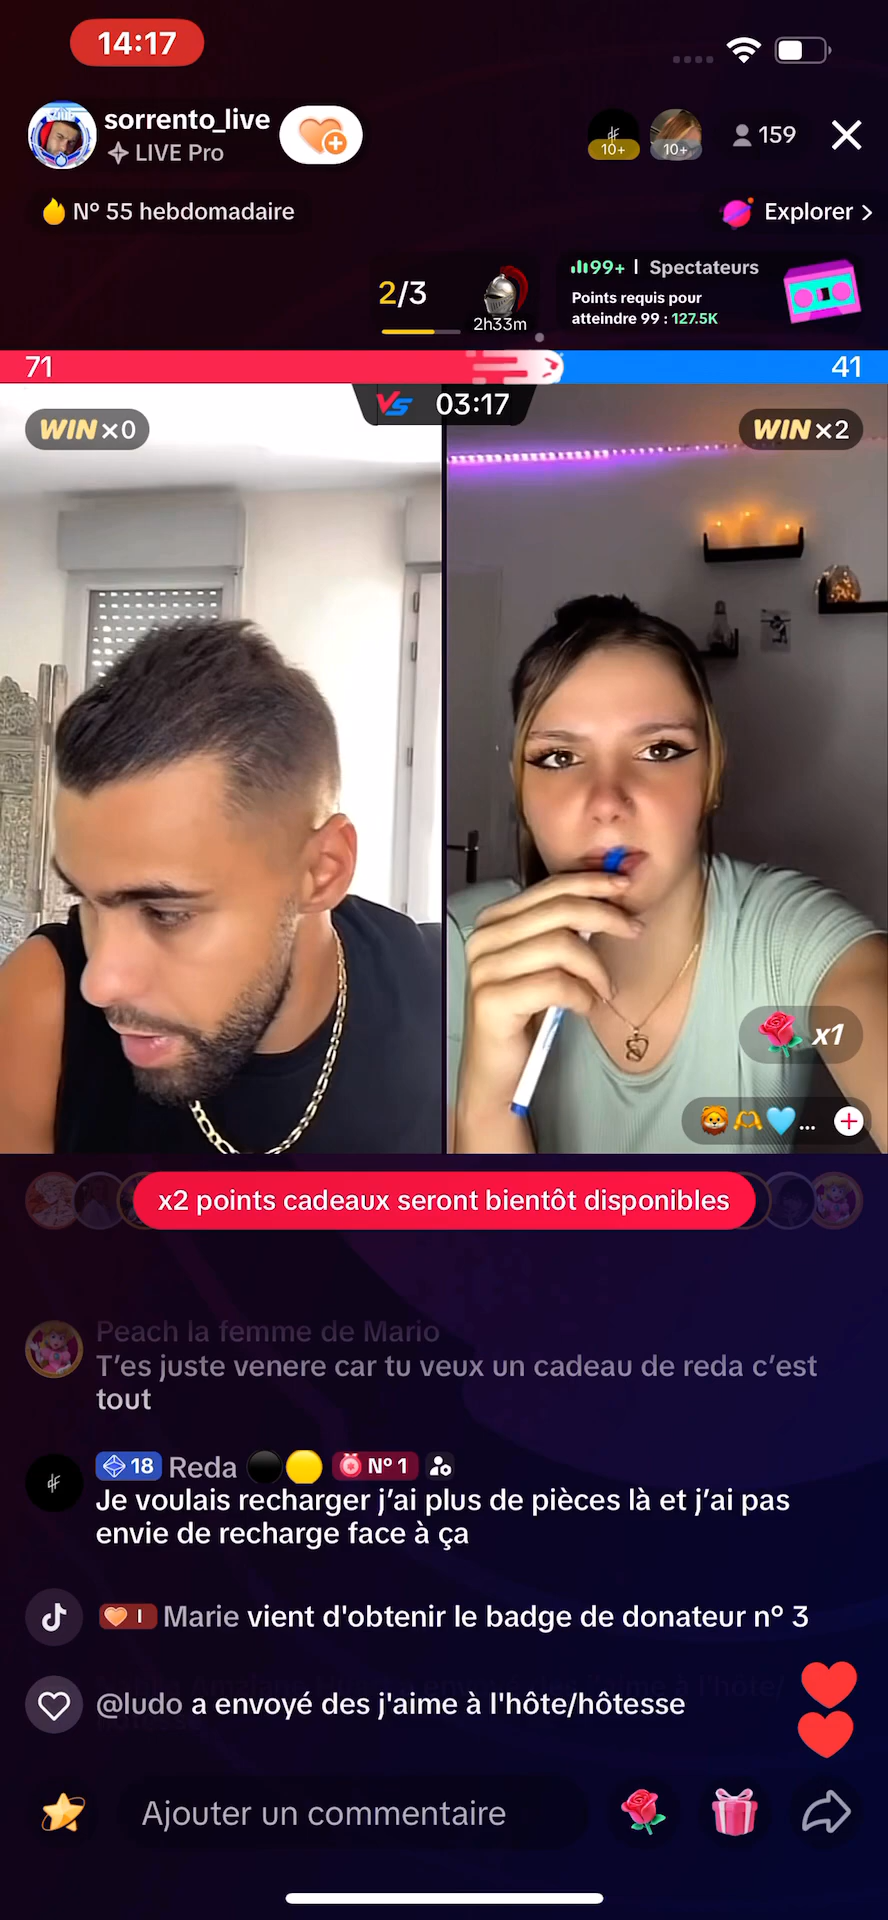 14:17
sorrento_live
LIVE Pro
10+
10+
159
N° 55 hebdomadaire
Explorer >
2/3
2h33m
99+ | Spectateurs
Points requis pour
atteindre 99 : 127.5K
71
41
VS 03:17
WIN x0
WIN x2
x1
...
x2 points cadeaux seront bientôt disponibles
Peach la femme de Mario
T’es juste venere car tu veux un cadeau de reda c’est
tout
18 Reda N° 1
Je voulais recharger j’ai plus de pièces là et j’ai pas
envie de recharge face à ça
I Marie vient d'obtenir le badge de donateur n° 3
@ludo a envoyé des j'aime à l'hôte/hôtesse
Ajouter un commentaire